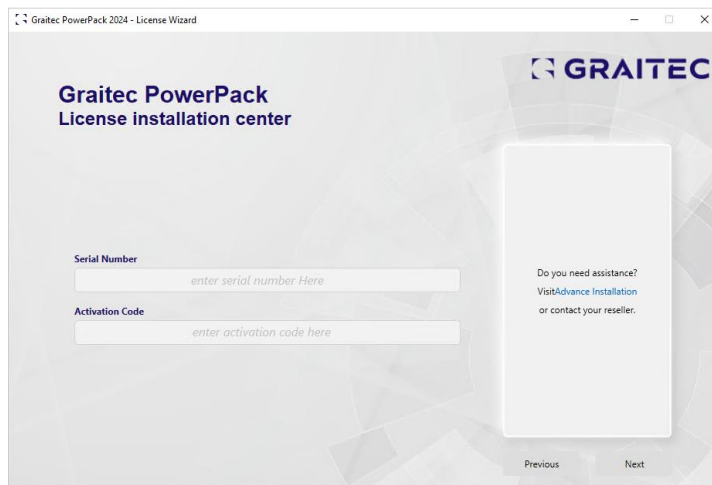 Graitec PowerPack 2024 - License Wizard
GRAITEC
Graitec PowerPack
License installation center
Serial Number
enter serial number Here
Activation Code
enter activation code here
Do you need assistance?
VisitAdvance Installation
or contact your reseller.
Previous
Next